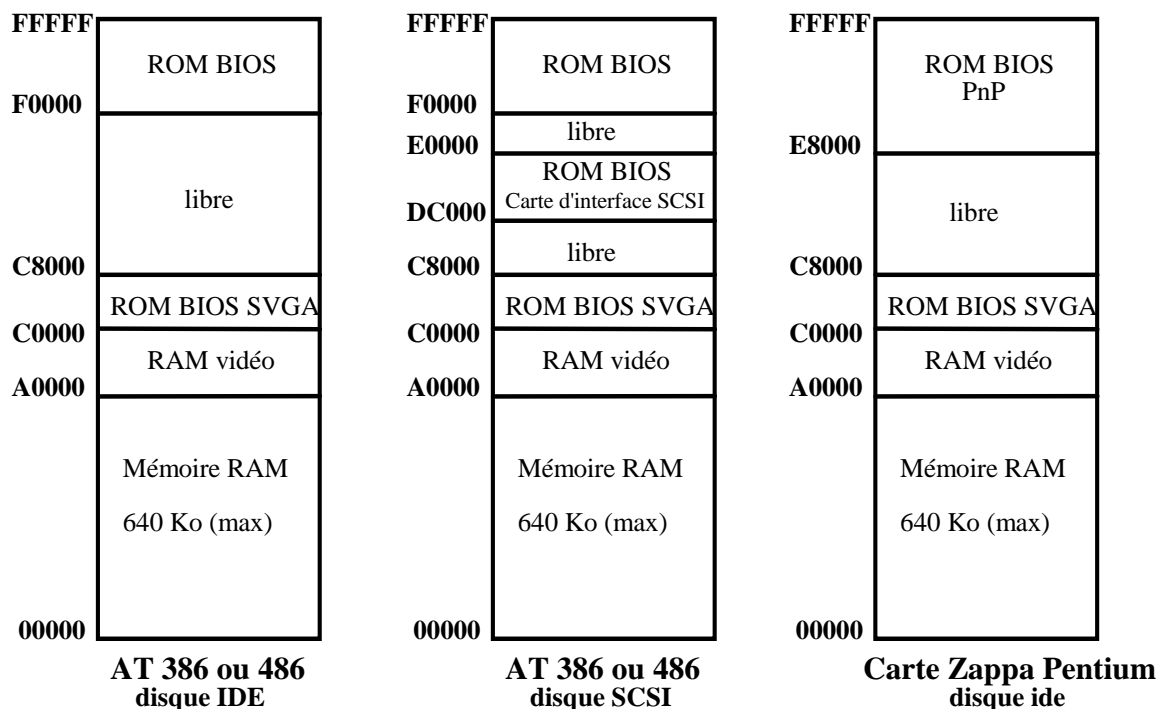 FFFFF
ROM BIOS
F0000
libre
C8000
ROM BIOS SVGA
C0000
RAM vidéo
A0000
Mémoire RAM
640 Ko (max)
00000
AT 386 ou 486
disque IDE
FFFFF
ROM BIOS
F0000
libre
E0000
ROM BIOS
Carte d'interface SCSI
DC000
libre
C8000
ROM BIOS SVGA
C0000
RAM vidéo
A0000
Mémoire RAM
640 Ko (max)
00000
AT 386 ou 486
disque SCSI
FFFFF
ROM BIOS
PnP
E8000
libre
C8000
ROM BIOS SVGA
C0000
RAM vidéo
A0000
Mémoire RAM
640 Ko (max)
00000
Carte Zappa Pentium
disque ide